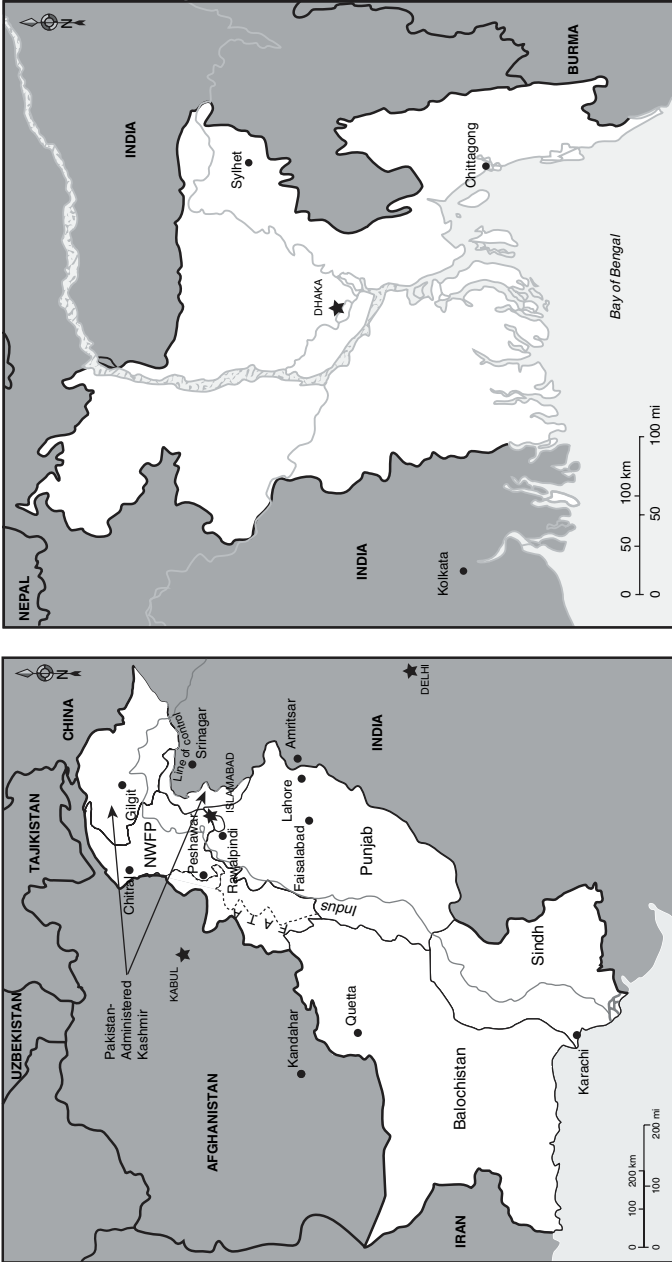 N
NEPAL
INDIA
BURMA
Sylhet
DHAKA
Chittagong
INDIA
Kolkata
Bay of Bengal
0 50 100 km
0 50 100 mi
N
UZBEKISTAN
TAJIKISTAN
CHINA
Pakistan-
Administered
Kashmir
Gilgit
Chitral
NWFP
Line of control
Srinagar
Peshawar
ISLAMABAD
Rawalpindi
KABUL
FATA
AFGHANISTAN
Kandahar
Quetta
Indus
Faisalabad
Lahore
Amritsar
Punjab
INDIA
DELHI
Balochistan
Sindh
Karachi
IRAN
0 100 200 km
0 100 200 mi